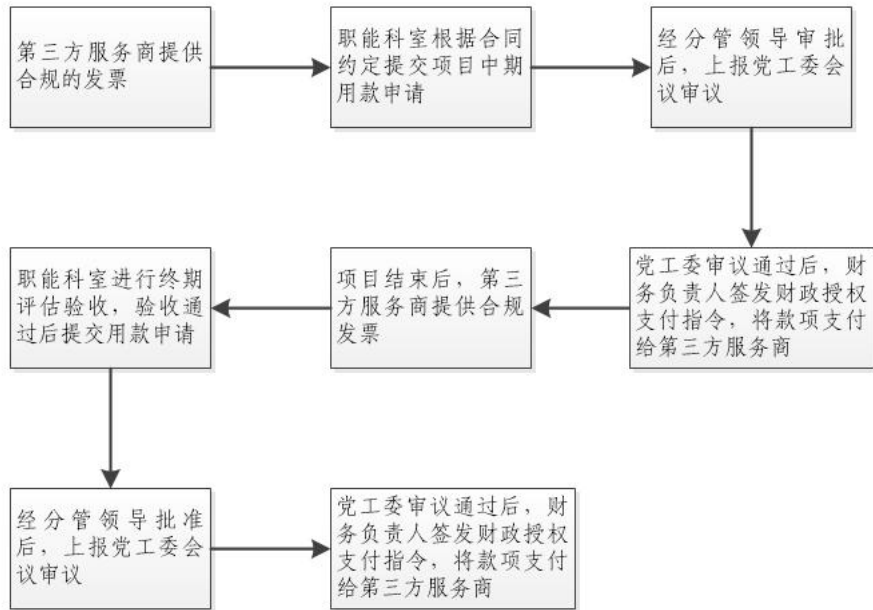 第三方服务商提供
合规的发票
职能科室根据合同
约定提交项目中期
用款申请
经分管领导审批
后，上报党工委会
议审议
党工委审议通过后，财
务负责人签发财政授权
支付指令，将款项支付
给第三方服务商
项目结束后，第三
方服务商提供合规
发票
职能科室进行终期
评估验收，验收通
过后提交用款申请
经分管领导批准
后，上报党工委会
议审议
党工委审议通过后，财
务负责人签发财政授权
支付指令，将款项支付
给第三方服务商